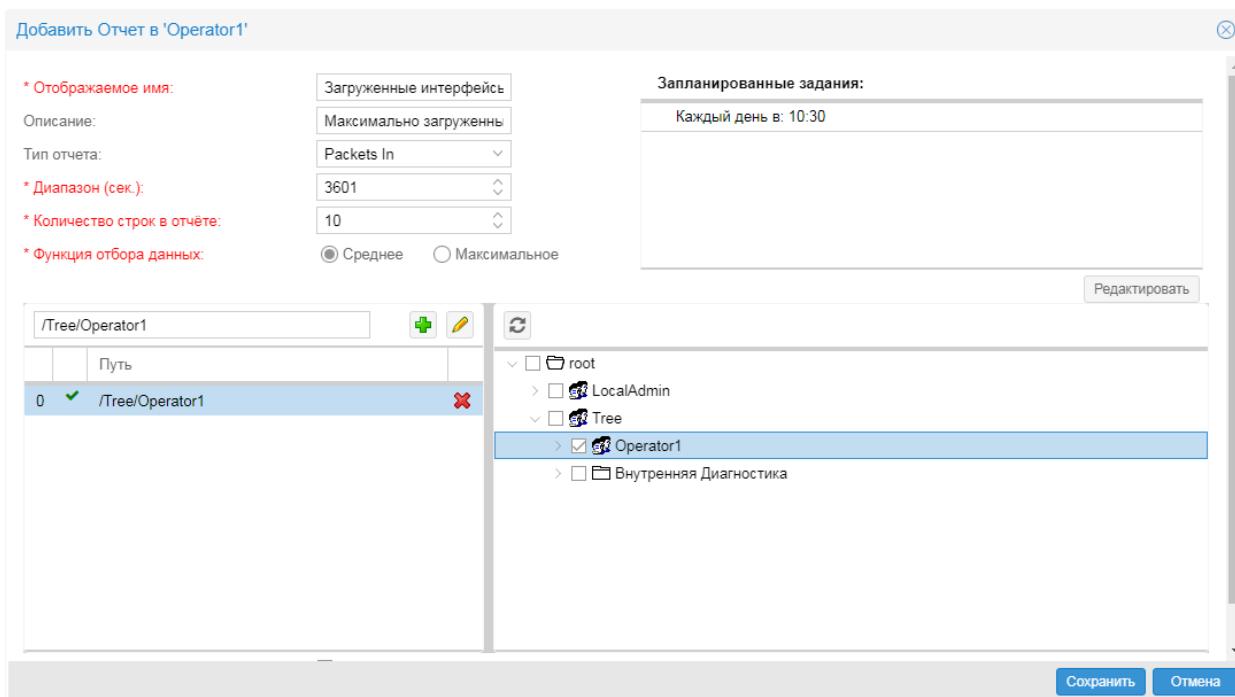 Добавить Отчет в 'Operator1'
* Отображаемое имя:
Загруженные интерфейсь
Описание:
Максимально загруженны
Тип отчета:
Packets In
* Диапазон (сек.):
3601
* Количество строк в отчёте:
10
* Функция отбора данных:
Среднее
Максимальное
Запланированные задания:
Каждый день в: 10:30
Редактировать
/Tree/Operator1
Путь
0
/Tree/Operator1
root
LocalAdmin
Tree
Operator1
Внутренняя Диагностика
Сохранить
Отмена